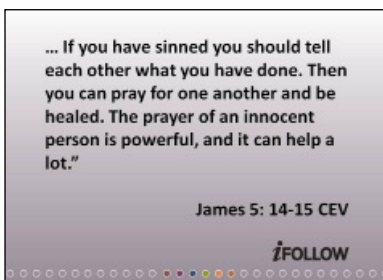 ... If you have sinned you should tell
each other what you have done. Then
you can pray for one another and be
healed. The prayer of an innocent
person is powerful, and it can help a
lot.”
James 5: 14-15 CEV
iFOLLOW